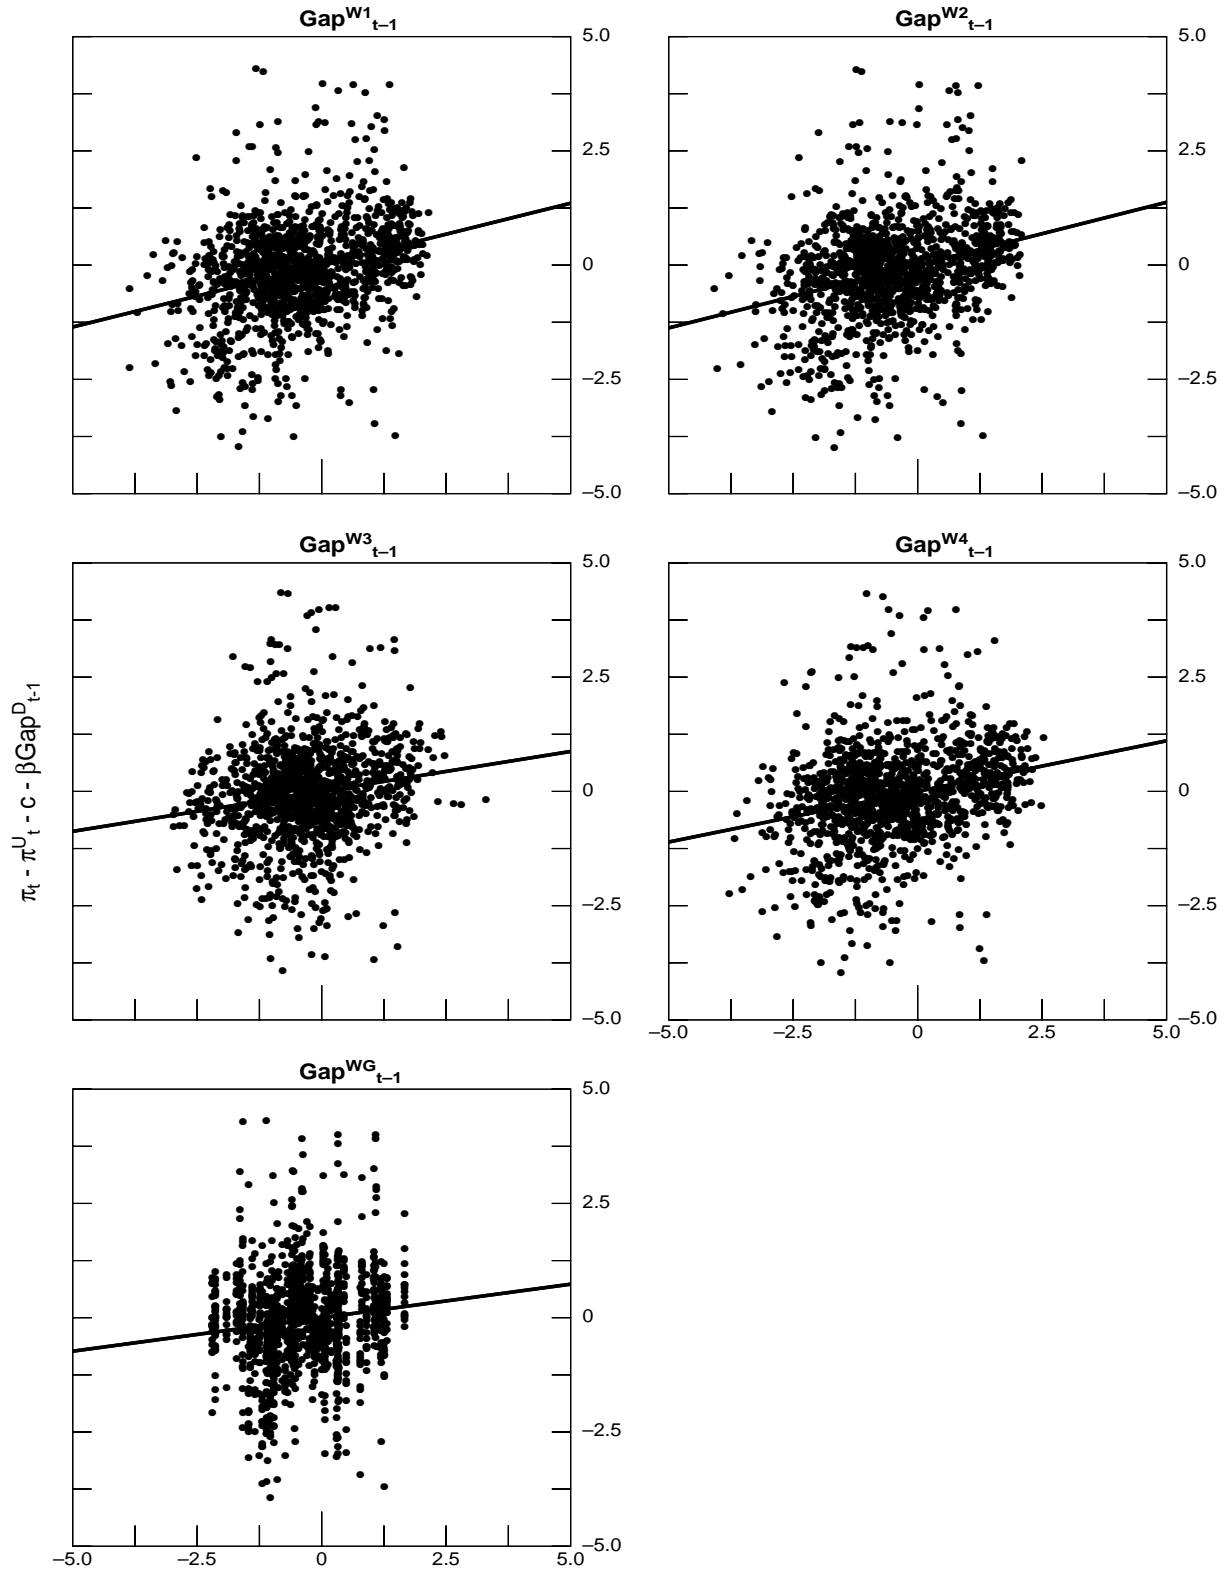 Gap^W1_t–1 Gap^W2_t–1
5.0 5.0
2.5 2.5
0 0
–2.5 –2.5
–5.0 –5.0
Gap^W3_t–1 Gap^W4_t–1
5.0 5.0
2.5 2.5
0 0
–2.5 –2.5
–5.0 –5.0
–5.0 –2.5 0 2.5 5.0
π_t - π^U_t - c - βGap^D_t-1
Gap^WG_t–1
5.0
2.5
0
–2.5
–5.0
–5.0 –2.5 0 2.5 5.0